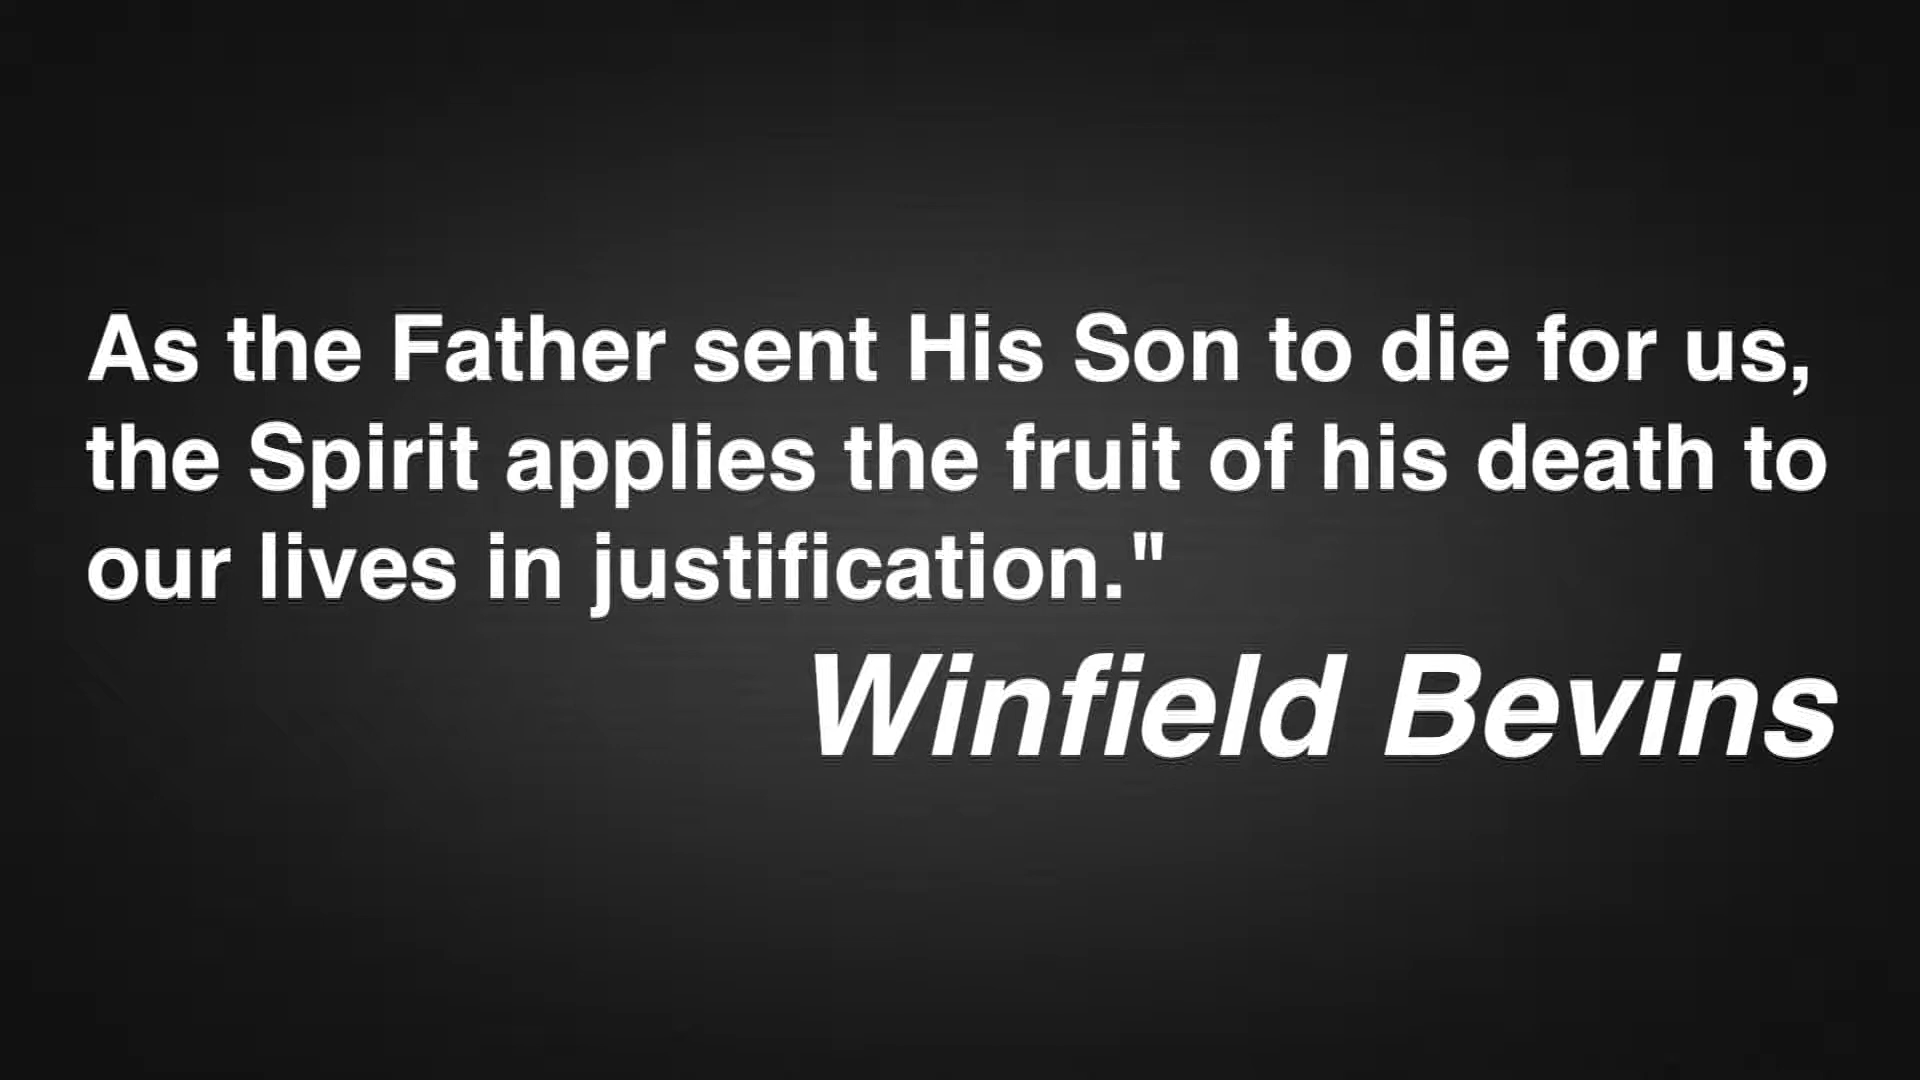 As the Father sent His Son to die for us,
the Spirit applies the fruit of his death to
our lives in justification."
Winfield Bevins